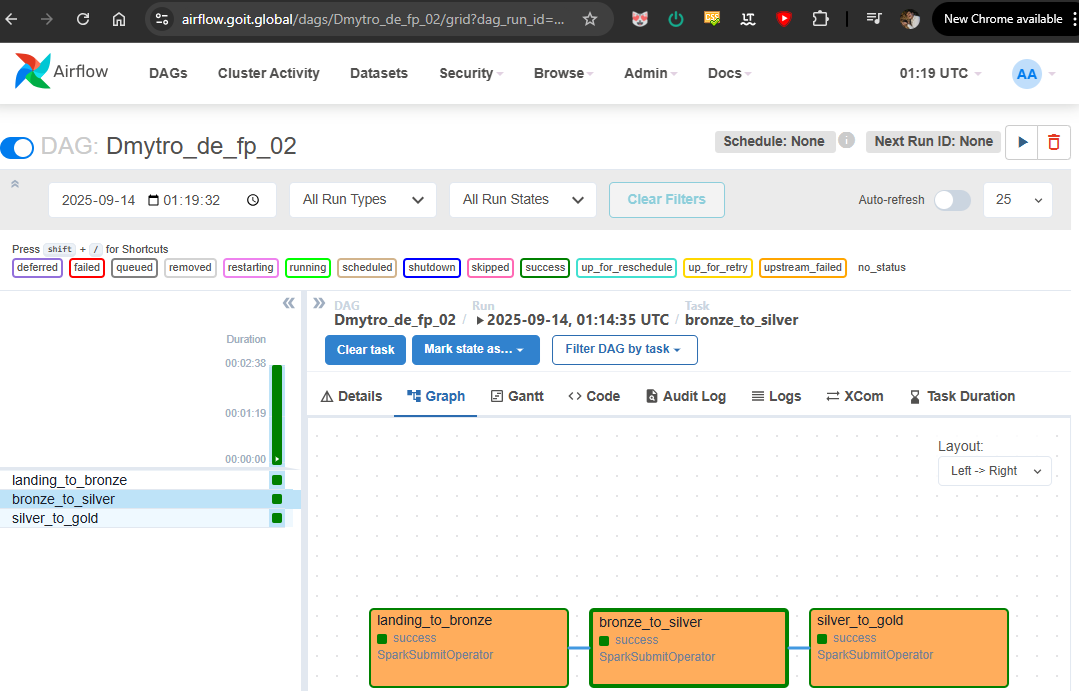 airflow.goit.global/dags/Dmytro_de_fp_02/grid?dag_run_id=...
New Chrome available
Airflow
DAGs
Cluster Activity
Datasets
Security
Browse
Admin
Docs
01:19 UTC
AA
DAG: Dmytro_de_fp_02
Schedule: None
Next Run ID: None
2025-09-14 01:19:32
All Run Types
All Run States
Clear Filters
Auto-refresh
25
Press shift + / for Shortcuts
deferred
failed
queued
removed
restarting
running
scheduled
shutdown
skipped
success
up_for_reschedule
up_for_retry
upstream_failed
no_status
Duration
00:02:38
00:01:19
00:00:00
landing_to_bronze
bronze_to_silver
silver_to_gold
DAG
Dmytro_de_fp_02
/
Run
2025-09-14, 01:14:35 UTC
/
Task
bronze_to_silver
Clear task
Mark state as...
Filter DAG by task
Details
Graph
Gantt
Code
Audit Log
Logs
XCom
Task Duration
Layout:
Left -> Right
landing_to_bronze
success
SparkSubmitOperator
bronze_to_silver
success
SparkSubmitOperator
silver_to_gold
success
SparkSubmitOperator